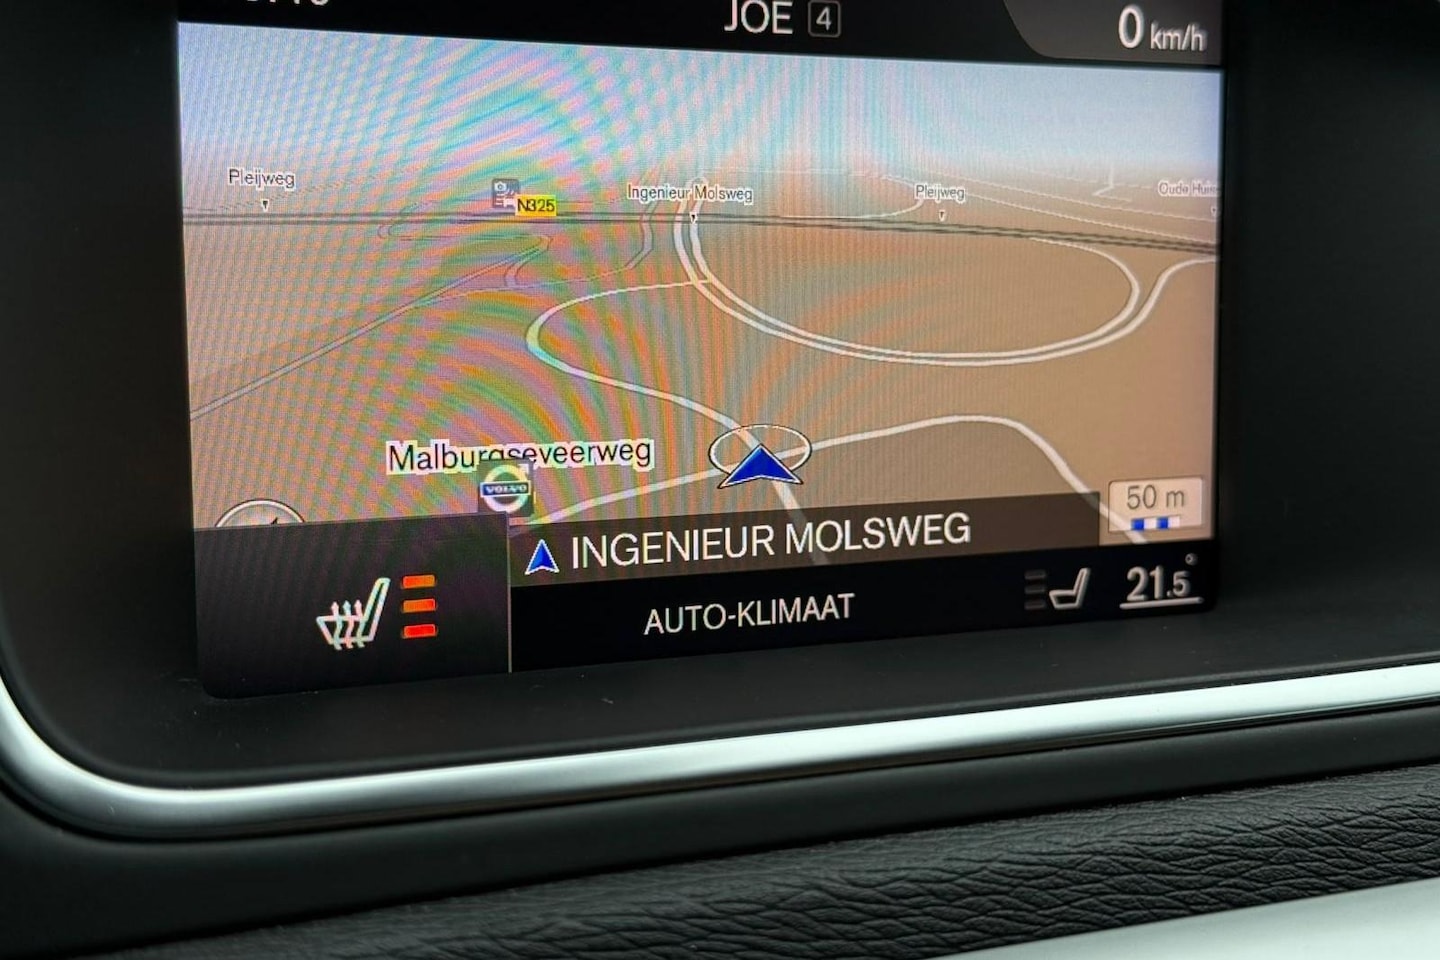 JOE 4
0 km/h
Pleijweg
N325
Ingenieur Molsweg
Pleijweg
Malburgseveerweg
VOLVO
50 m
INGENIEUR MOLSWEG
AUTO-KLIMAAT
21.5°